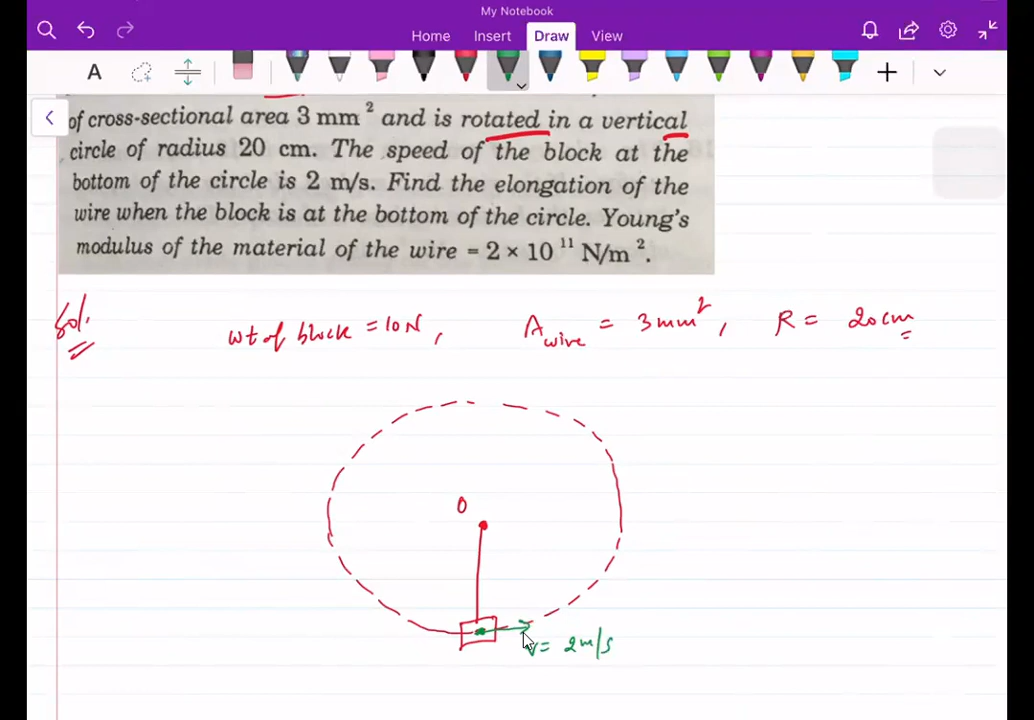 My Notebook
Home Insert Draw View
A
of cross-sectional area 3 mm² and is rotated in a vertical
circle of radius 20 cm. The speed of the block at the
bottom of the circle is 2 m/s. Find the elongation of the
wire when the block is at the bottom of the circle. Young's
modulus of the material of the wire = 2 × 10¹¹ N/m².
Sol.
wt of block = 10N, A wire = 3mm², R = 20cm
O
v = 2m/s